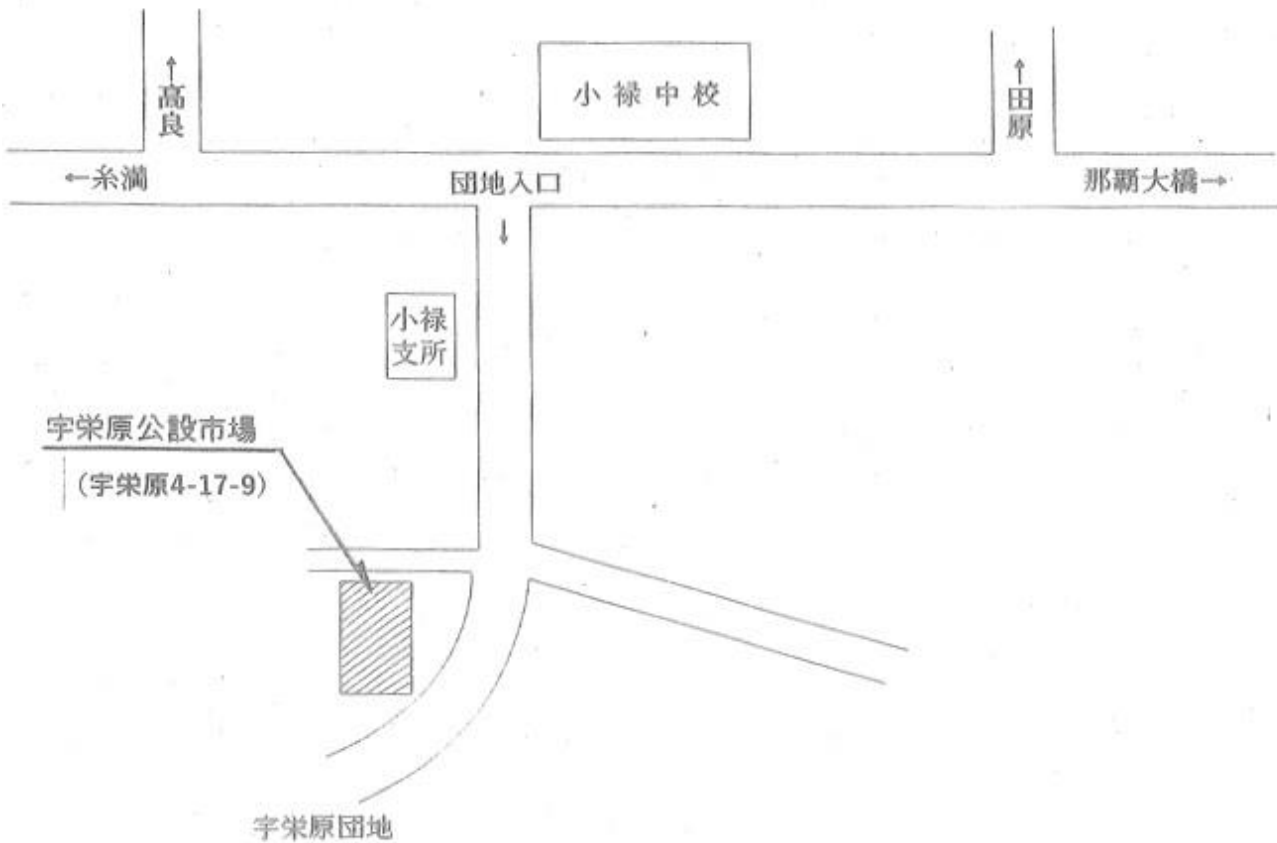 ↑高良
小禄中校
↑田原
←糸満
団地入口
那覇大橋→
↓
小禄
支所
宇栄原公設市場
（宇栄原4-17-9）
宇栄原団地